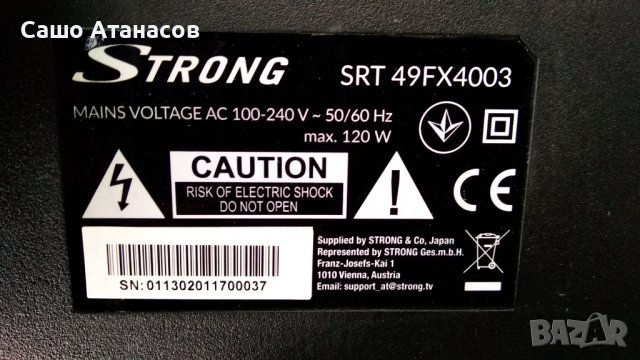 Сашо Атанасов
STRONG
SRT 49FX4003
MAINS VOLTAGE AC 100-240 V ~ 50/60 Hz
max. 120 W
CAUTION
RISK OF ELECTRIC SHOCK
DO NOT OPEN
CE
Supplied by STRONG & Co, Japan
Represented by STRONG Ges.m.b.H.
Franz-Josefs-Kai 1
1010 Vienna, Austria
Email: support_at@strong.tv
SN: 011302011700037
BAZAR